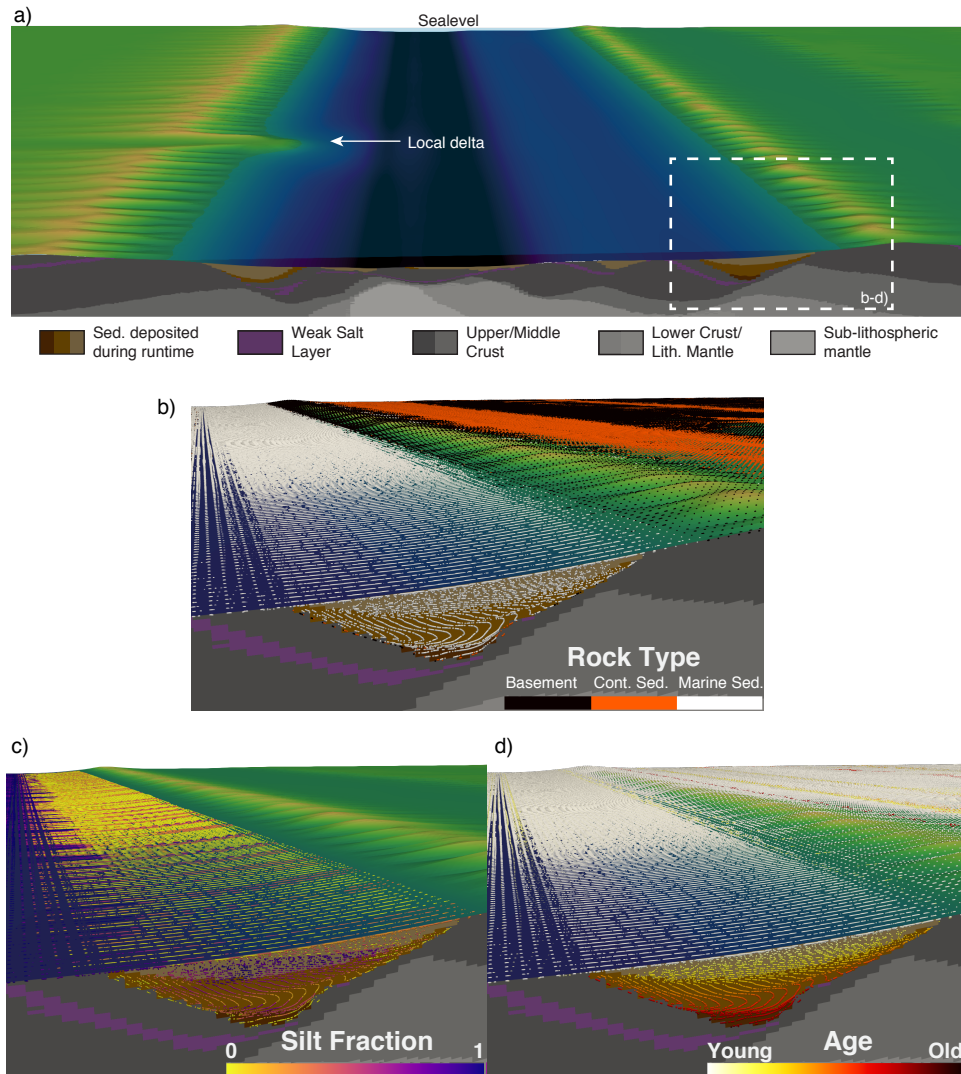 a)
Sealevel
Local delta
b-d)
Sed. deposited
during runtime
Weak Salt
Layer
Upper/Middle
Crust
Lower Crust/
Lith. Mantle
Sub-lithospheric
mantle
b)
Rock Type
Basement Cont. Sed. Marine Sed.
c)
d)
0 Silt Fraction 1
Young Age Old